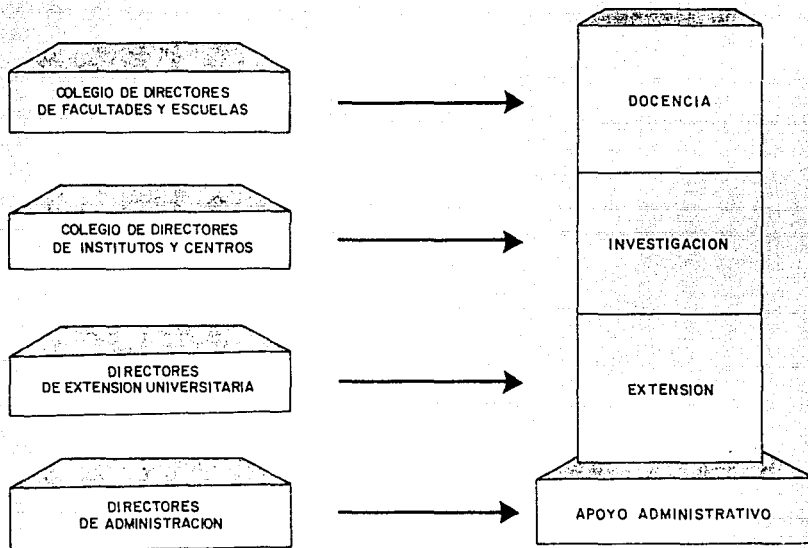 COLEGIO DE DIRECTORES
DE FACULTADES Y ESCUELAS
DOCENCIA
COLEGIO DE DIRECTORES
DE INSTITUTOS Y CENTROS
INVESTIGACION
DIRECTORES
DE EXTENSION UNIVERSITARIA
EXTENSION
DIRECTORES
DE ADMINISTRACION
APOYO ADMINISTRATIVO